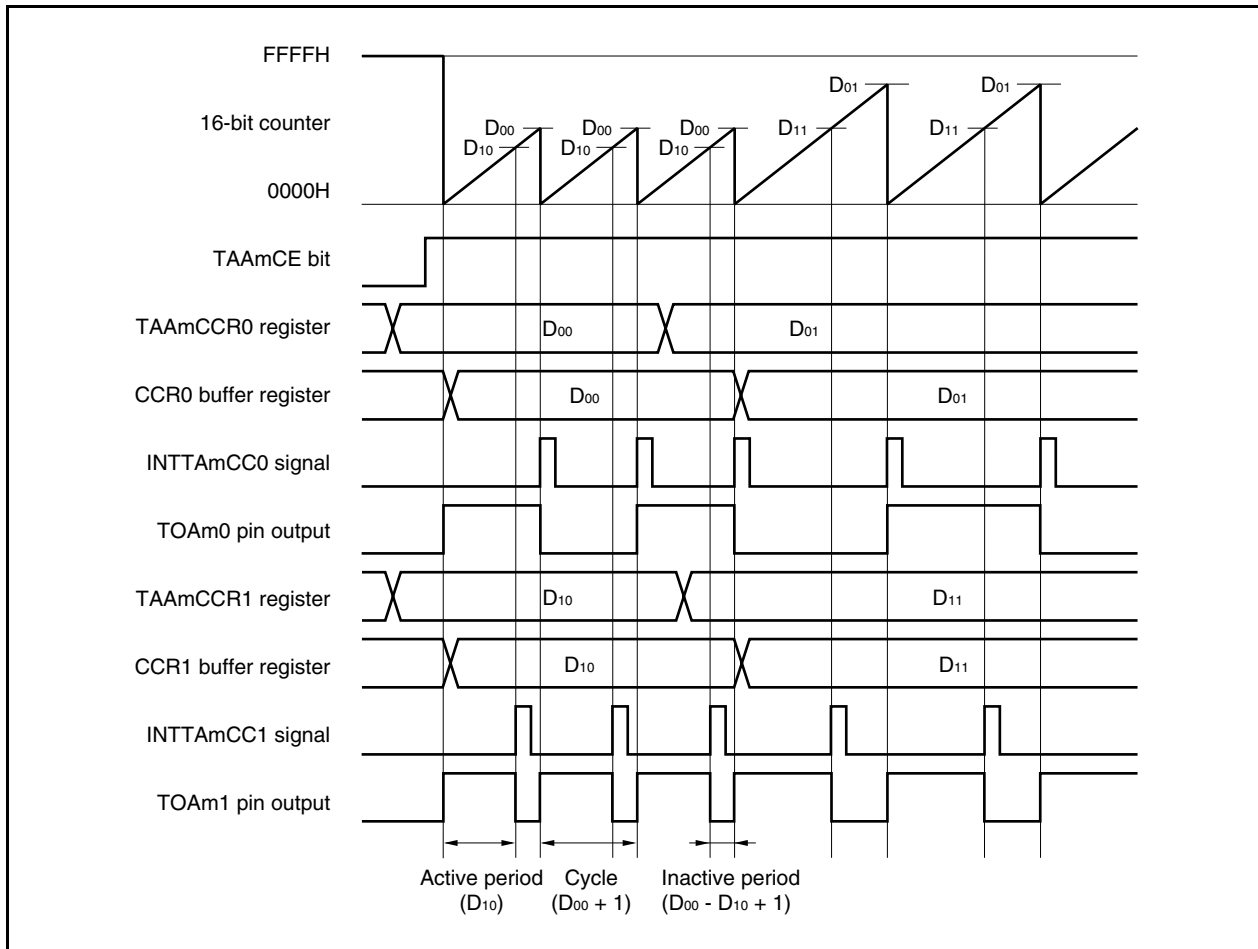 FFFFH
D01 D01
16-bit counter D00 D00 D00 D11 D11
D10 D10 D10
0000H
TAAmCE bit
TAAmCCR0 register D00 D01
CCR0 buffer register D00 D01
INTTAmCC0 signal
TOAm0 pin output
TAAmCCR1 register D10 D11
CCR1 buffer register D10 D11
INTTAmCC1 signal
TOAm1 pin output
Active period Cycle Inactive period
(D10) (D00 + 1) (D00 - D10 + 1)